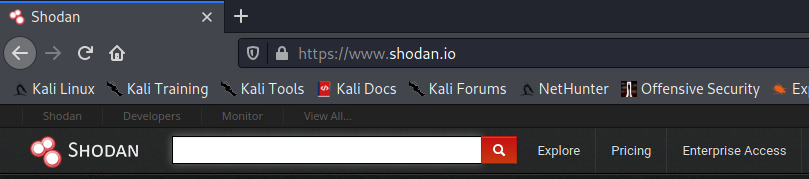 Shodan
https://www.shodan.io
Kali Linux Kali Training Kali Tools Kali Docs Kali Forums NetHunter Offensive Security Ex
Shodan Developers Monitor View All...
SHODAN Explore Pricing Enterprise Access